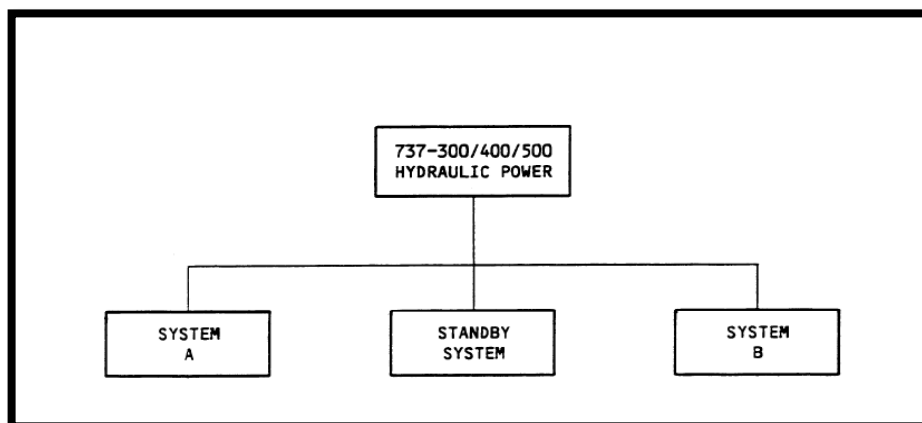 737-300/400/500
HYDRAULIC POWER
SYSTEM
A
STANDBY
SYSTEM
SYSTEM
B